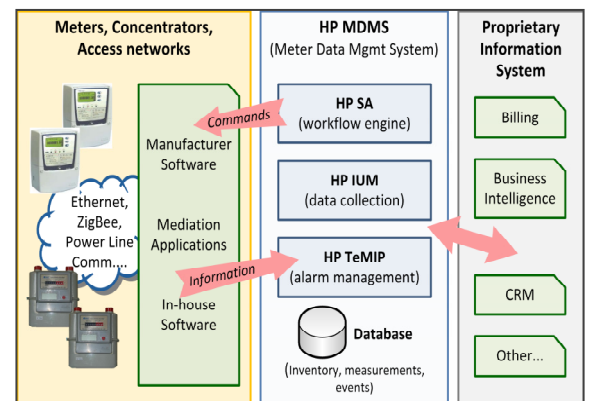 Meters, Concentrators,
Access networks
Commands
Manufacturer
Software
Ethernet,
ZigBee,
Power Line
Comm....
Mediation
Applications
Information
In-house
Software
HP MDMS
(Meter Data Mgmt System)
HP SA
(workflow engine)
HP IUM
(data collection)
HP TeMIP
(alarm management)
Database
(Inventory, measurements,
events)
Proprietary
Information
System
Billing
Business
Intelligence
CRM
Other...